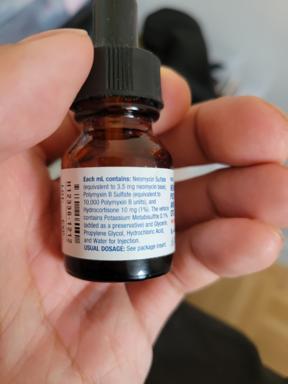 Each mL contains: Neomycin Sulfate
(equivalent to 3.5 mg neomycin base),
Polymyxin B Sulfate (equivalent to
10,000 Polymyxin B units), and
Hydrocortisone 10 mg (1%). The vehicle
contains Potassium Metabisulfite 0.1%
(added as a preservative) and Glycerin,
Propylene Glycol, Hydrochloric Acid,
and Water for Injection.
USUAL DOSAGE: See package insert.